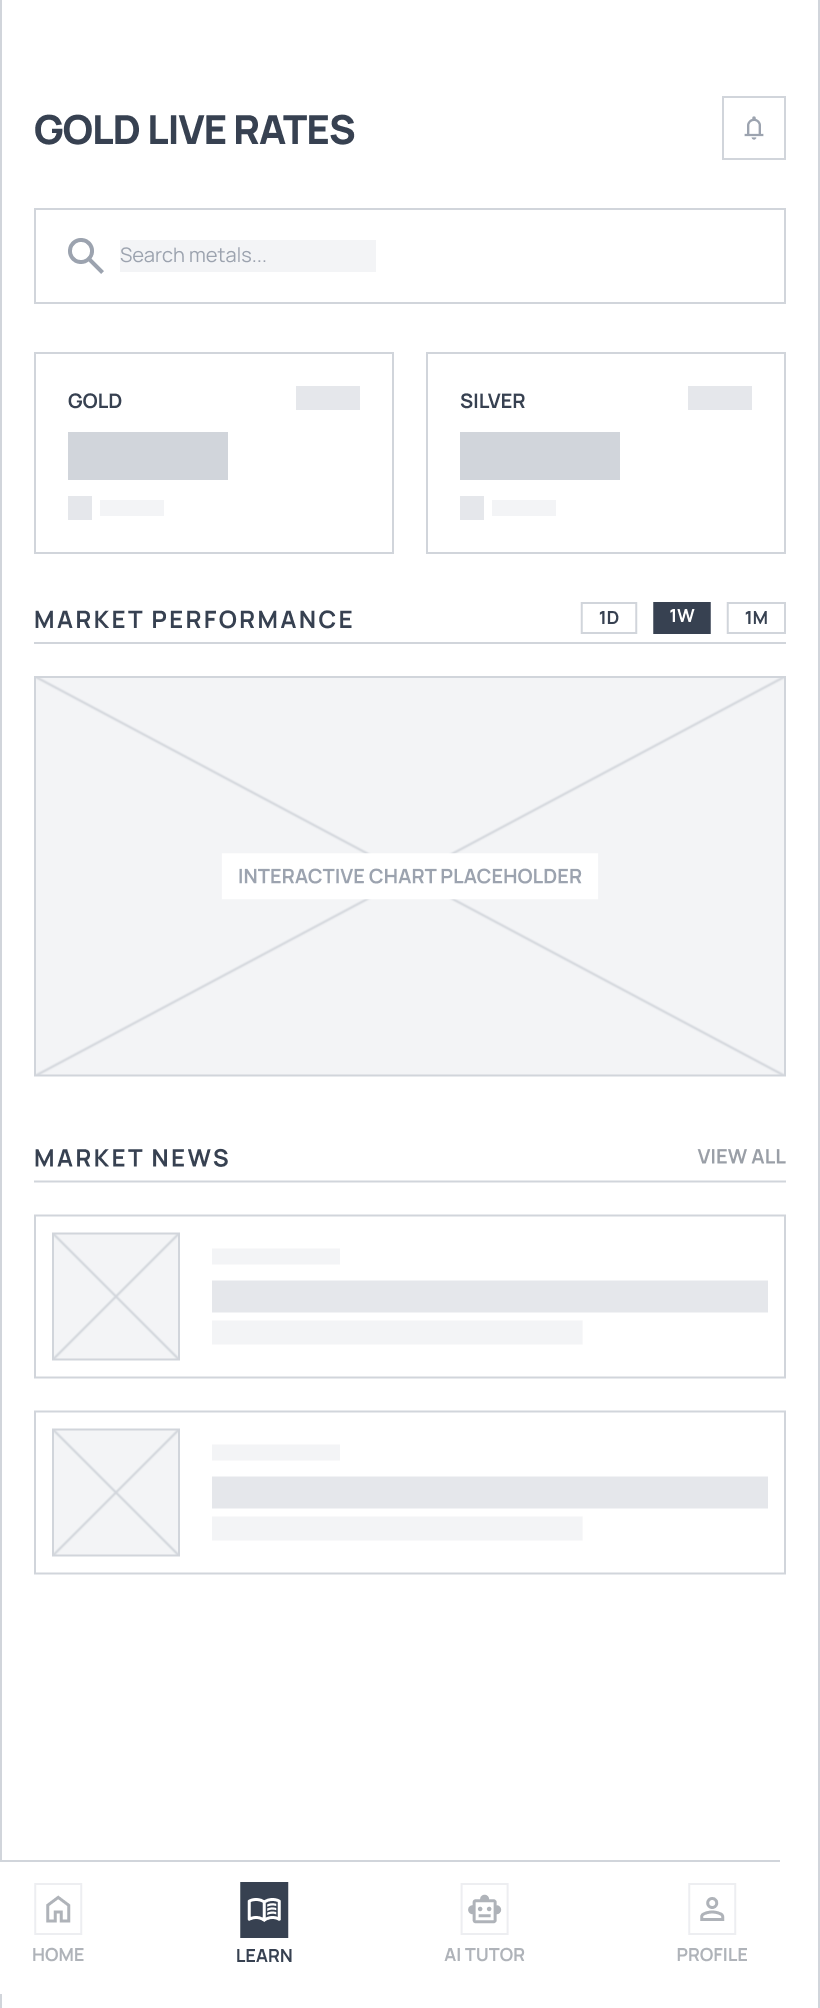 GOLD LIVE RATES
Search metals...
GOLD
SILVER
MARKET PERFORMANCE
1D
1W
1M
INTERACTIVE CHART PLACEHOLDER
MARKET NEWS
VIEW ALL
HOME
LEARN
AI TUTOR
PROFILE